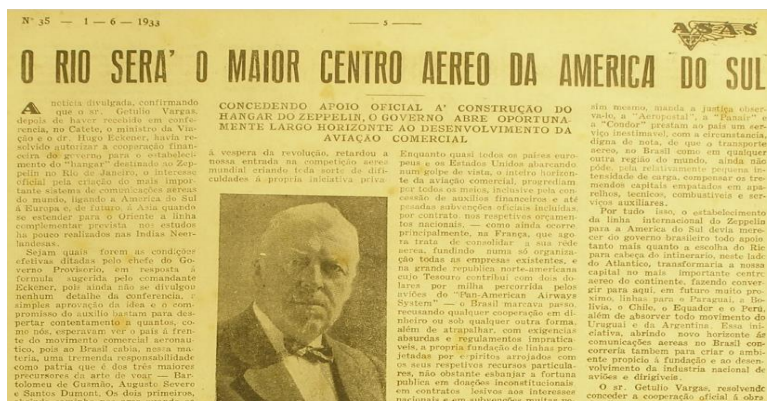 Nº 35 — 1 — 6 — 1933
— 5 —
ASAS
O RIO SERA' O MAIOR CENTRO AEREO DA AMERICA DO SUL
CONCEDENDO APOIO OFICIAL A' CONSTRUÇÃO DO
HANGAR DO ZEPPELIN, O GOVERNO ABRE OPORTUNA-
MENTE LARGO HORIZONTE AO DESENVOLVIMENTO DA
AVIAÇÃO COMERCIAL
A noticia divulgada, confirmando
que o sr. Getulio Vargas,
depois de haver recebido em confe-
rencia, no Catete, o ministro da Via-
ção e o dr. Hugo Eckener, havia re-
solvido autorizar a cooperação finan-
ceira do governo para o estabeleci-
mento do "hangar" destinado ao Zep-
pelin no Rio de Janeiro, o interesse
oficial pela criação do mais impor-
tante sistema de comunicações aereas
do mundo, ligando a America do Sul
á Europa e, de futuro, á Asia quando
se estender para o Oriente a linha
complementar prevista no estudos
ha pouco realizados nas Indias Neer-
landesas.
Sejam quais forem as condições
efetivas ditadas pelo chefe do Go-
verno Provisorio, em resposta á
formula sugerida pelo comandante
Eckener, pois ainda não se divulgou
nenhum detalhe da conferencia, a
simples aprovação da idea e o com-
promisso do auxilio bastam para des-
pertar contentamento a quantos, co-
mo nós, esperavam ver o país á fren-
te do movimento comercial aeronau-
tico, pois ao Brasil cabia, nessa ma-
teria, uma tremenda responsabilidade
como patria que é dos três maiores
precursores da arte de voar — Bar-
tolomeu de Gusmão, Augusto Severo
e Santos Dumont. Os dois primeiros,
á vespera da revolução, retardou a
nossa entrada na competição aerea
mundial criando toda sorte de difi-
culdades á propria iniciativa priva-
Enquanto quasi todos os paises euro-
peus e os Estados Unidos abarcando
num golpe de vista, o inteiro horizon-
te da aviação comercial, progrediam
por todos os meios, inclusive pela con-
cessão de auxilios financeiros e até
pesadas subvenções oficiais incluidas,
por contrato, nos respetivos orçamen-
tos nacionais, — como ainda ocorre
principalmente, na França, que ago-
ra trata de consolidar a sua rêde
aerea, fundindo numa só organiza-
ção todas as empresas existentes, e
na grande republica norte-americana
cujo Tesouro contribui com dois do-
lares por milha percorrida pelos
aviões do "Pan-American Airways
System" — o Brasil marcava passo,
recusando qualquer cooperação em di-
nheiro ou sob qualquer outra forma,
além de atrapalhar, com exigencias
absurdas e regulamentos impratica-
veis, a propria fundação de linhas pro-
jetadas por espiritos arrojados com
os seus respetivos recursos particula-
res, não obstante esbanjar a fortuna
publica em doações inconstitucionais
em contratos lesivos aos interesses
nacionais
sim mesmo, manda a justiça obser-
va-lo, a "Aeropostal", a "Panair" e
a "Condor" prestam ao país um ser-
viço inestimavel, com a circunstancia,
digna de nota, de que o transporte
aereo, no Brasil como em qualquer
outra região do mundo, ainda não
póde, pela relativamente pequena in-
tensidade de carga, compensar os tre-
mendos capitais empatados em apa-
relhos, tecnicos, combustiveis e ser-
viços auxiliares.
Por tudo isso, o estabelecimento
da linha internacional do Zeppelin
para a America do Sul devia mere-
cer do governo brasileiro todo apoio
tanto mais quanto a escolha do Rio
para cabeça do intinerario, neste lado
do Atlantico, transformaria a nossa
capital no mais importante centro
aereo do continente, fazendo conver-
gir para aqui, em futuro muito pro-
ximo, linhas para o Paraguai, a Bo-
livia, o Chile, o Equador e o Perú,
além de absorver todo movimento do
Uruguai e da Argentina. Essa ini-
ciativa, abrindo novo horizonte ás
comunicações aereas no Brasil con-
correria tambem para criar o ambi-
ente propicio á fundação e ao desen-
volvimento da industria nacional de
aviões e dirigiveis.
O sr. Getulio Vargas, resolvendo
conceder a cooperação oficial á obra